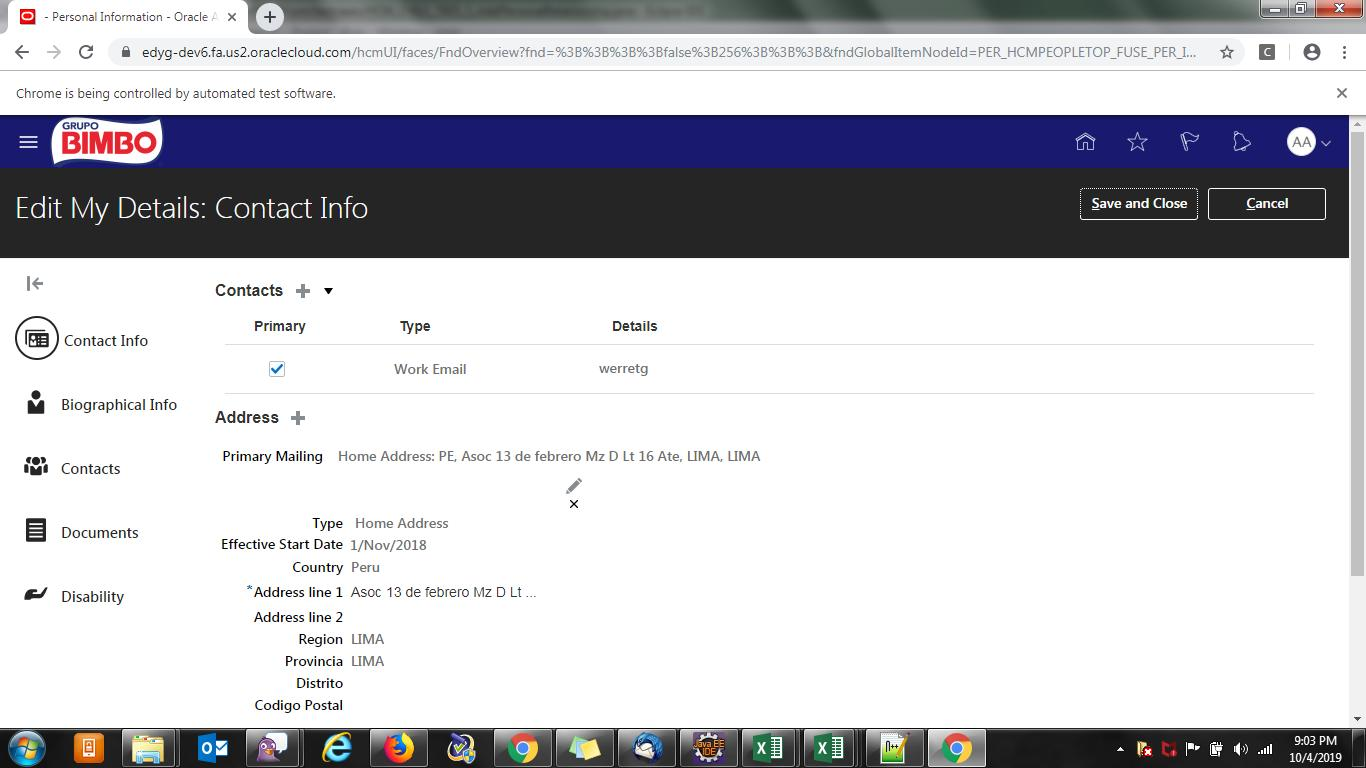 - Personal Information - Oracle A
edyg-dev6.fa.us2.oraclecloud.com/hcmUI/faces/FndOverview?fnd=%3B%3B%3B%3Bfalse%3B256%3B%3B%3B&fndGlobalItemNodeId=PER_HCMPEOPLETOP_FUSE_PER_I...
C
Chrome is being controlled by automated test software.
GRUPO
BIMBO
AA
Edit My Details: Contact Info
Save and Close
Cancel
Contacts
Primary Type Details
Contact Info
Work Email werretg
Biographical Info
Address
Primary Mailing Home Address: PE, Asoc 13 de febrero Mz D Lt 16 Ate, LIMA, LIMA
Contacts
Type Home Address
Documents
Effective Start Date 1/Nov/2018
Country Peru
*Address line 1 Asoc 13 de febrero Mz D Lt ...
Disability
Address line 2
Region LIMA
Provincia LIMA
Distrito
Codigo Postal
Java EE
IDE
9:03 PM
10/4/2019